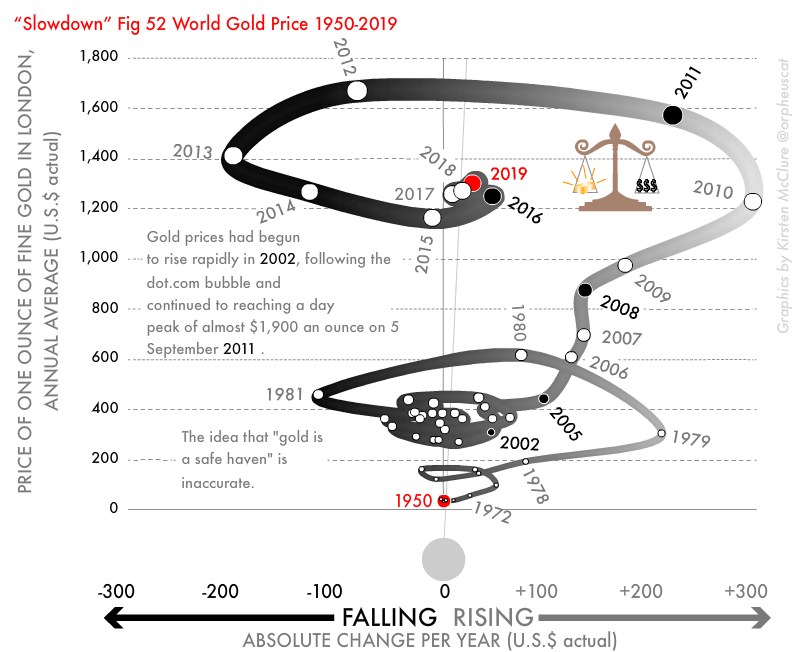 “Slowdown” Fig 52 World Gold Price 1950-2019
PRICE OF ONE OUNCE OF FINE GOLD IN LONDON,
ANNUAL AVERAGE (U.S.$ actual)
1,800
1,600
1,400
1,200
1,000
800
600
400
200
0
2012
2011
2013
2018
2019
2010
2014
2017
2016
2015
$$$
Gold prices had begun
to rise rapidly in 2002, following the
dot.com bubble and
continued to reaching a day
peak of almost $1,900 an ounce on 5
September 2011 .
2009
2008
1980
2007
2006
1981
2005
1979
The idea that "gold is
a safe haven" is
inaccurate.
2002
1978
1950
1972
Graphics by Kirsten McClure @orpheuscat
-300
-200
-100
0
+100
+200
+300
FALLING RISING
ABSOLUTE CHANGE PER YEAR (U.S.$ actual)